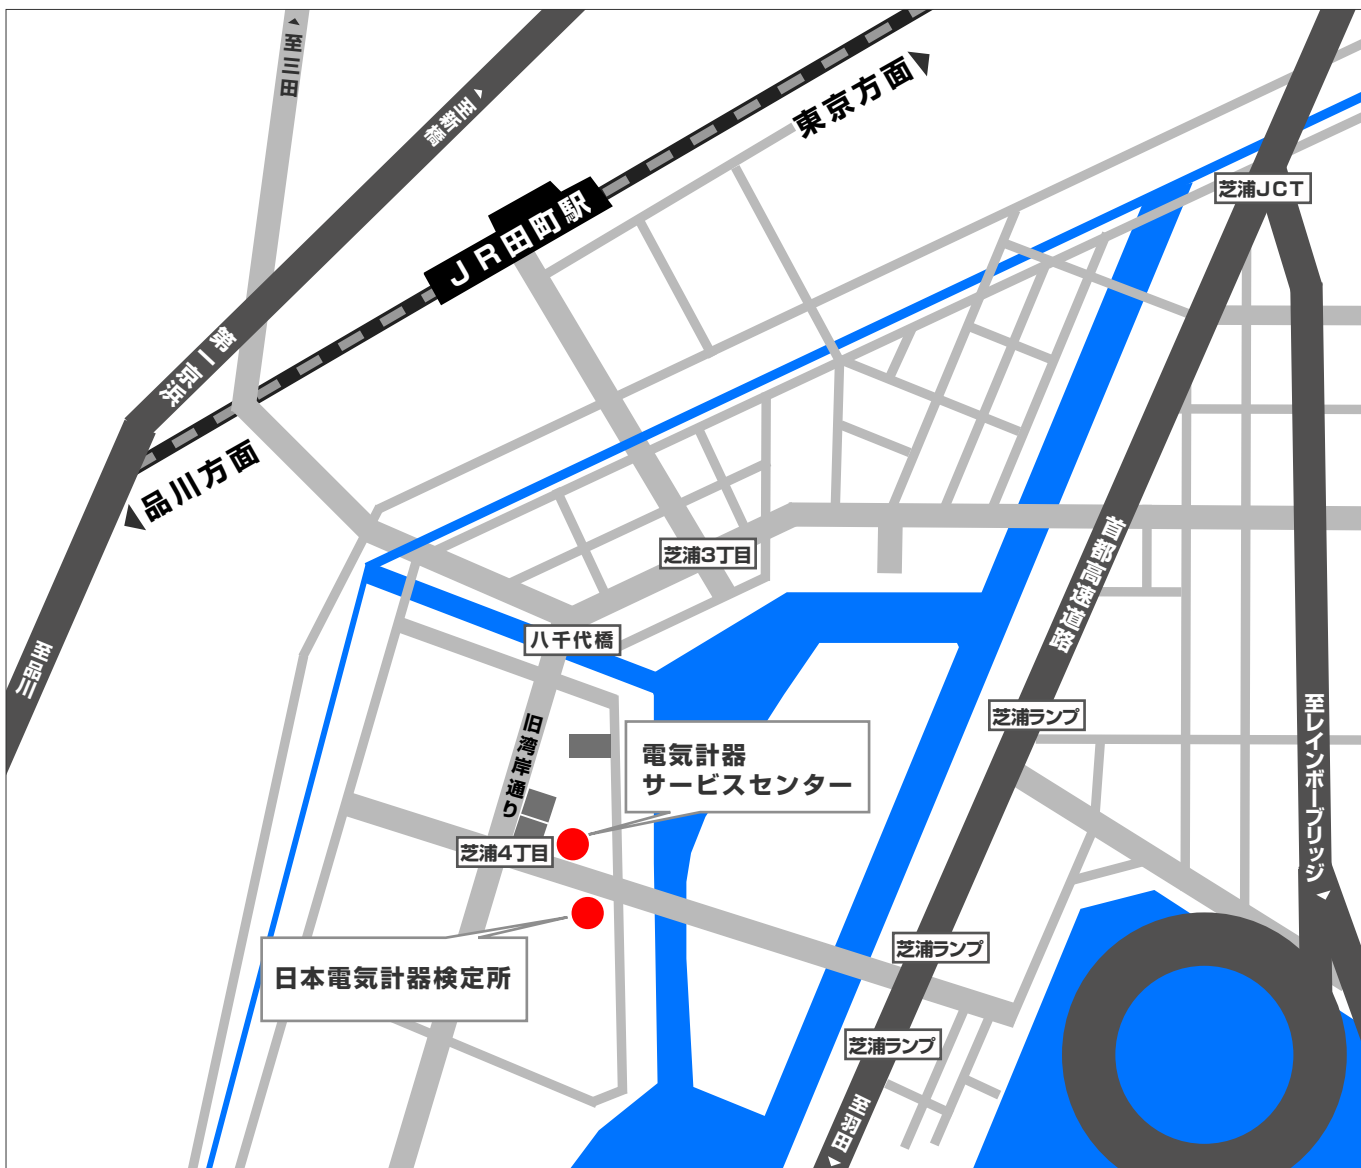 ▲至三田
▲至新橋
東京方面
芝浦JCT
JR田町駅
第一京浜
品川方面
首都高速道路
芝浦3丁目
八千代橋
至品川
旧湾岸通り
芝浦ランプ
至レインボーブリッジ
電気計器
サービスセンター
芝浦4丁目
芝浦ランプ
日本電気計器検定所
芝浦ランプ
至羽田